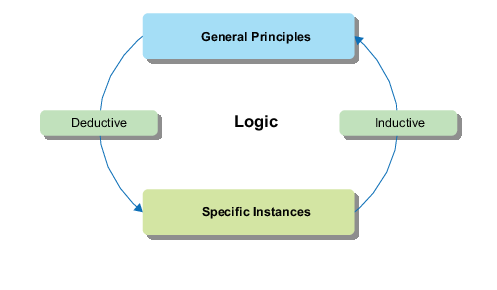 General Principles
Deductive
Logic
Inductive
Specific Instances